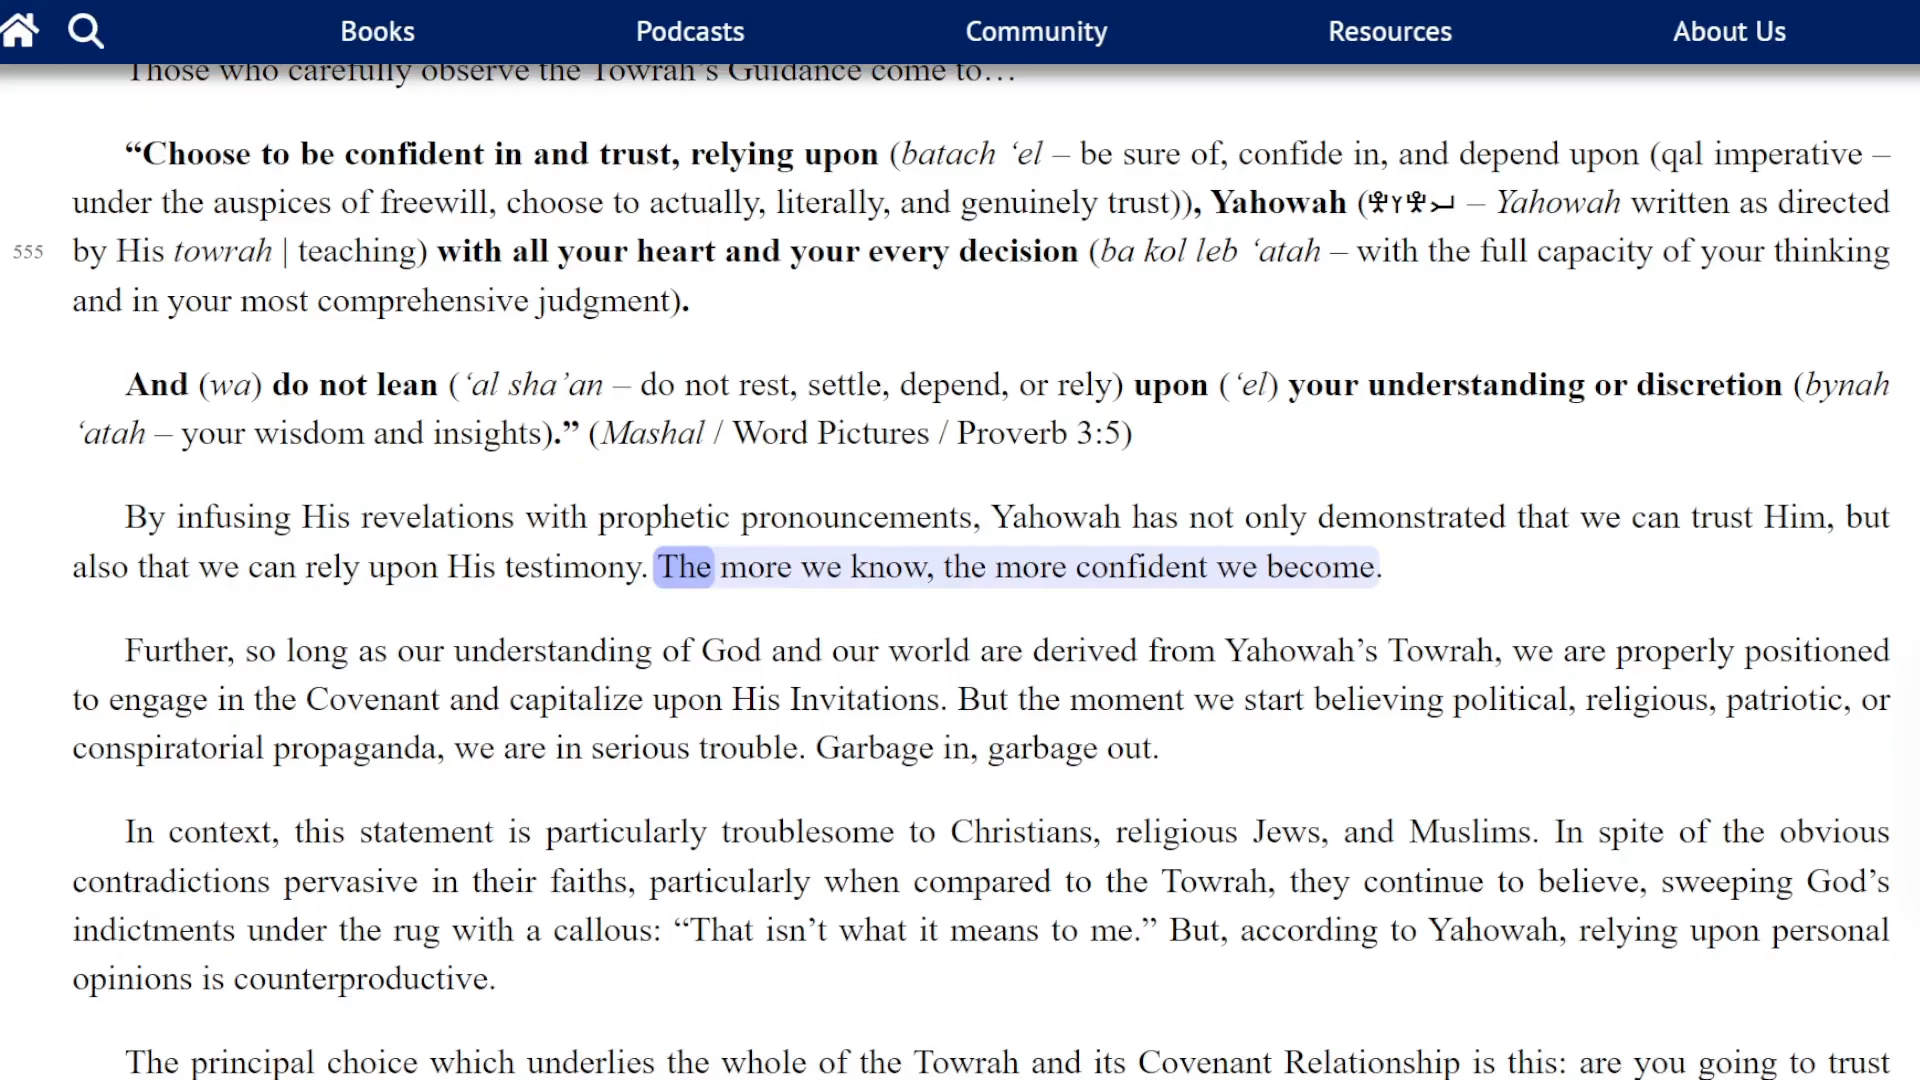 Books Podcasts Community Resources About Us
Those who carefully observe the Towrah’s Guidance come to…
“Choose to be confident in and trust, relying upon (batach ‘el – be sure of, confide in, and depend upon (qal imperative –
under the auspices of freewill, choose to actually, literally, and genuinely trust)), Yahowah ( – Yahowah written as directed
555 by His towrah | teaching) with all your heart and your every decision (ba kol leb ‘atah – with the full capacity of your thinking
and in your most comprehensive judgment).
And (wa) do not lean (‘al sha’an – do not rest, settle, depend, or rely) upon (‘el) your understanding or discretion (bynah
‘atah – your wisdom and insights).” (Mashal / Word Pictures / Proverb 3:5)
By infusing His revelations with prophetic pronouncements, Yahowah has not only demonstrated that we can trust Him, but
also that we can rely upon His testimony. The more we know, the more confident we become.
Further, so long as our understanding of God and our world are derived from Yahowah’s Towrah, we are properly positioned
to engage in the Covenant and capitalize upon His Invitations. But the moment we start believing political, religious, patriotic, or
conspiratorial propaganda, we are in serious trouble. Garbage in, garbage out.
In context, this statement is particularly troublesome to Christians, religious Jews, and Muslims. In spite of the obvious
contradictions pervasive in their faiths, particularly when compared to the Towrah, they continue to believe, sweeping God’s
indictments under the rug with a callous: “That isn’t what it means to me.” But, according to Yahowah, relying upon personal
opinions is counterproductive.
The principal choice which underlies the whole of the Towrah and its Covenant Relationship is this: are you going to trust